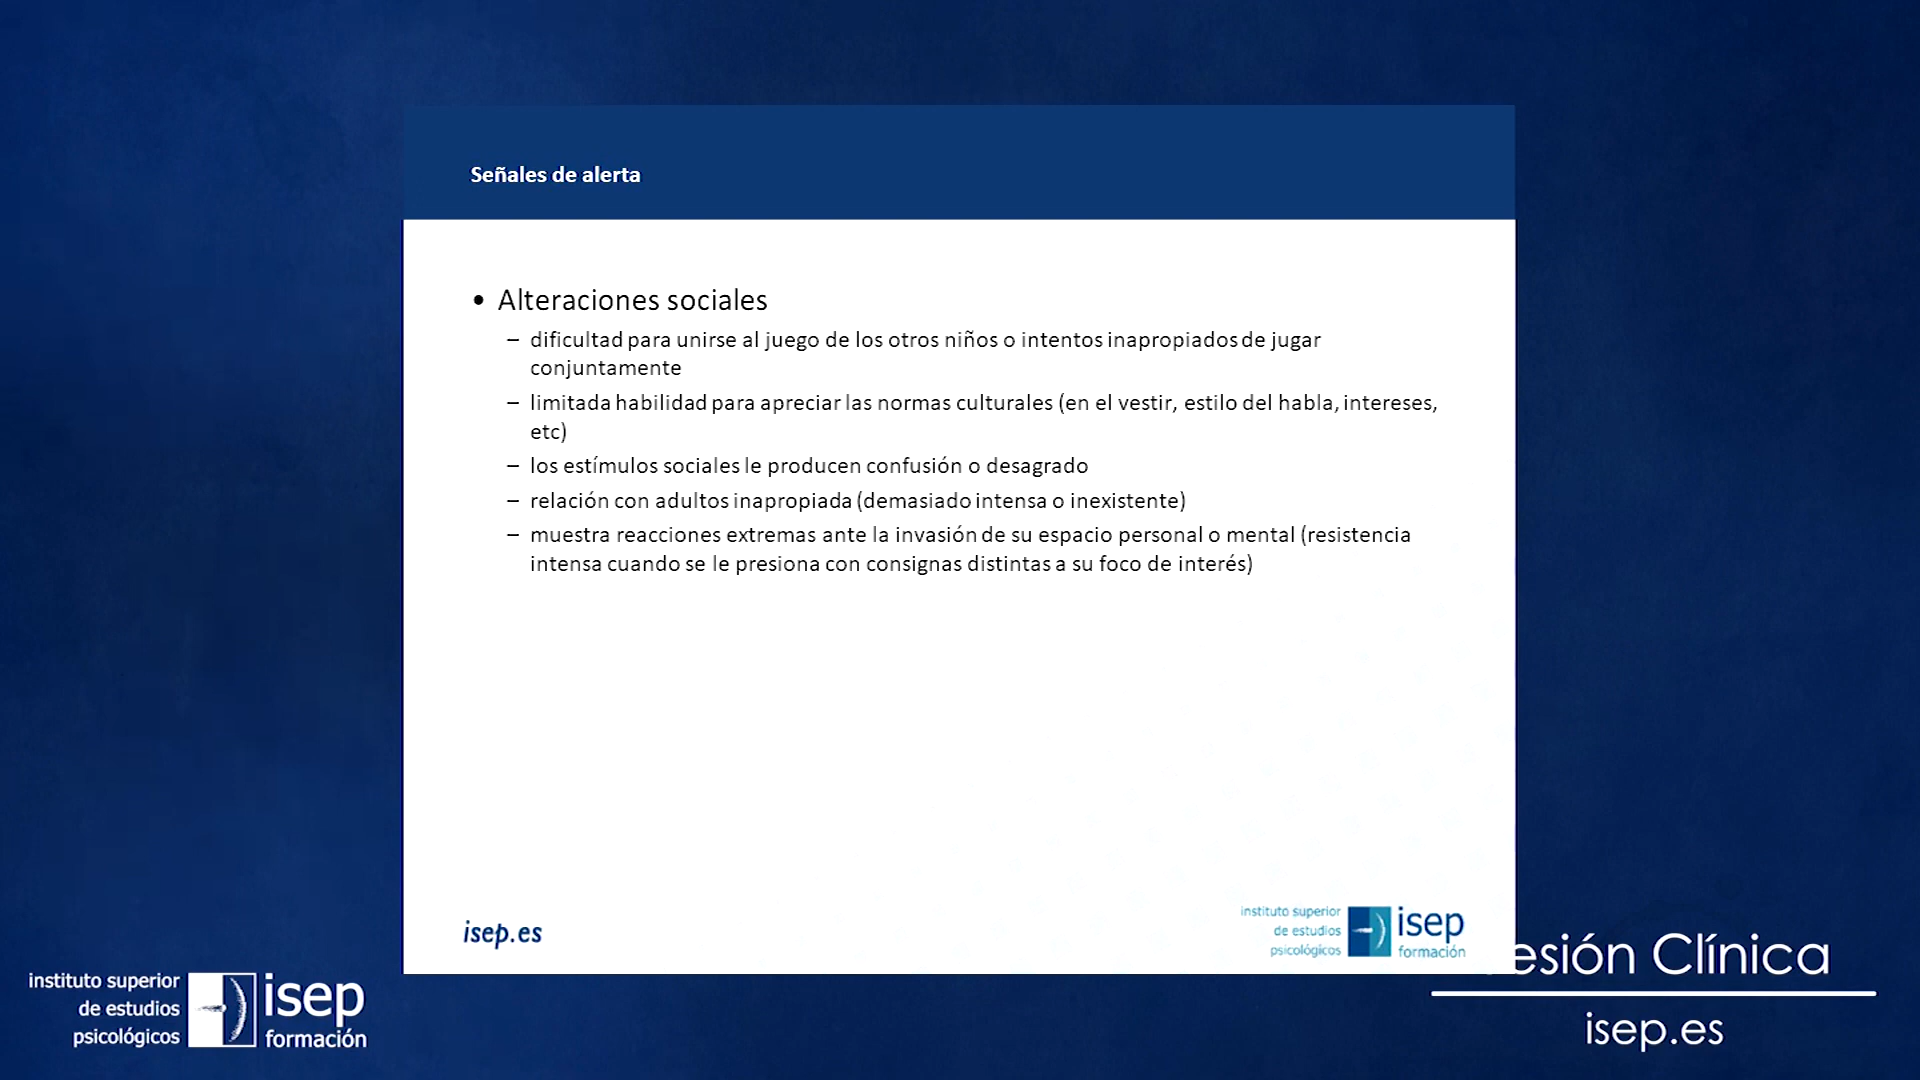 Señales de alerta
• Alteraciones sociales
– dificultad para unirse al juego de los otros niños o intentos inapropiados de jugar
conjuntamente
– limitada habilidad para apreciar las normas culturales (en el vestir, estilo del habla, intereses,
etc)
– los estímulos sociales le producen confusión o desagrado
– relación con adultos inapropiada (demasiado intensa o inexistente)
– muestra reacciones extremas ante la invasión de su espacio personal o mental (resistencia
intensa cuando se le presiona con consignas distintas a su foco de interés)
isep.es
instituto superior
de estudios
psicológicos
isep
formación
instituto superior
de estudios
psicológicos
isep
formación
esión Clínica
isep.es